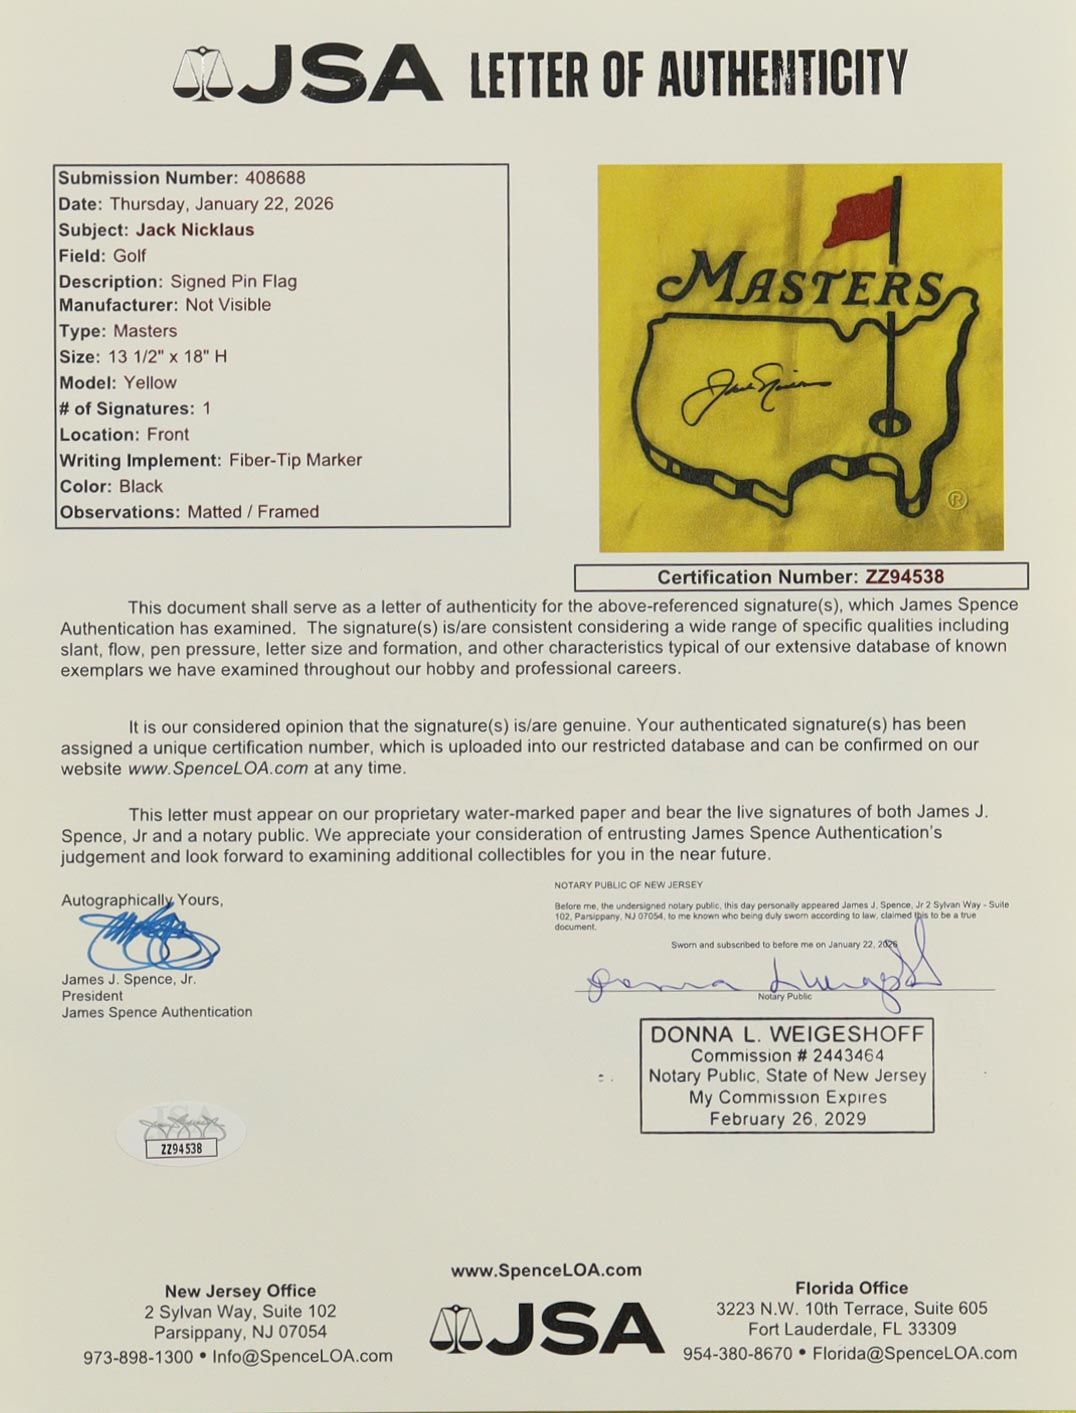 JSA LETTER OF AUTHENTICITY
Submission Number: 408688
Date: Thursday, January 22, 2026
Subject: Jack Nicklaus
Field: Golf
Description: Signed Pin Flag
Manufacturer: Not Visible
Type: Masters
Size: 13 1/2" x 18" H
Model: Yellow
# of Signatures: 1
Location: Front
Writing Implement: Fiber-Tip Marker
Color: Black
Observations: Matted / Framed
MASTERS
Jack Nicklaus
®
Certification Number: ZZ94538
This document shall serve as a letter of authenticity for the above-referenced signature(s), which James Spence
Authentication has examined. The signature(s) is/are consistent considering a wide range of specific qualities including
slant, flow, pen pressure, letter size and formation, and other characteristics typical of our extensive database of known
exemplars we have examined throughout our hobby and professional careers.
It is our considered opinion that the signature(s) is/are genuine. Your authenticated signature(s) has been
assigned a unique certification number, which is uploaded into our restricted database and can be confirmed on our
website www.SpenceLOA.com at any time.
This letter must appear on our proprietary water-marked paper and bear the live signatures of both James J.
Spence, Jr and a notary public. We appreciate your consideration of entrusting James Spence Authentication's
judgement and look forward to examining additional collectibles for you in the near future.
Autographically Yours,
James J. Spence, Jr.
President
James Spence Authentication
NOTARY PUBLIC OF NEW JERSEY
Before me, the undersigned notary public, this day personally appeared James J. Spence, Jr 2 Sylvan Way - Suite
102, Parsippany, NJ 07054, to me known who being duly sworn according to law, claimed this to be a true
document.
Sworn and subscribed to before me on January 22, 2026
Donna L Weigeshoff
Notary Public
DONNA L. WEIGESHOFF
Commission # 2443464
Notary Public, State of New Jersey
My Commission Expires
February 26, 2029
JSA
ZZ94538
www.SpenceLOA.com
New Jersey Office
2 Sylvan Way, Suite 102
Parsippany, NJ 07054
973-898-1300 • Info@SpenceLOA.com
JSA
Florida Office
3223 N.W. 10th Terrace, Suite 605
Fort Lauderdale, FL 33309
954-380-8670 • Florida@SpenceLOA.com